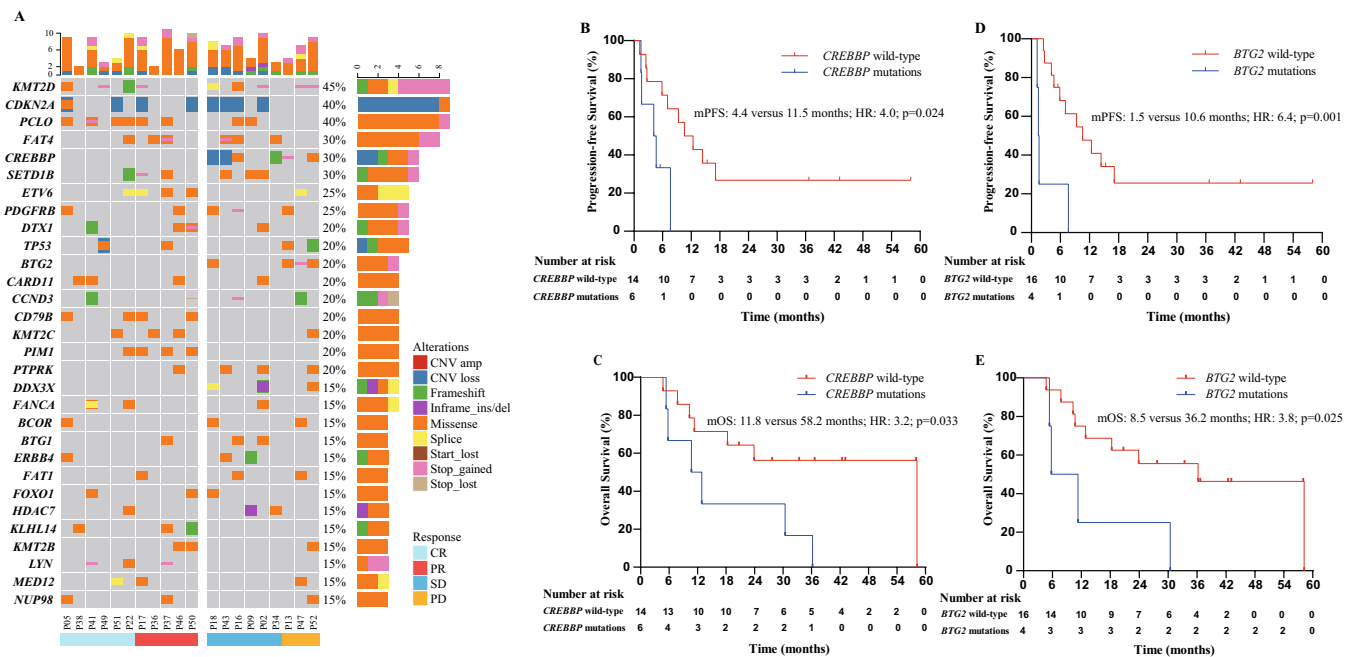 A
10
8
6
4
2
0
0 2 4 8
KMT2D 45%
CDKN2A 40%
PCLO 40%
FAT4 30%
CREBBP 30%
SETD1B 30%
ETV6 25%
PDGFRB 25%
DTX1 20%
TP53 20%
BTG2 20%
CARD11 20%
CCND3 20%
CD79B 20%
KMT2C 20%
PIM1 20%
PTPRK 20%
DDX3X 15%
FANCA 15%
BCOR 15%
BTG1 15%
ERBB4 15%
FAT1 15%
FOXO1 15%
HDAC7 15%
KLHL14 15%
KMT2B 15%
LYN 15%
MED12 15%
NUP98 15%
P05 P38 P41 P49 P51 P22 P17 P36 P37 P46 P50 P18 P43 P16 P09 P02 P34 P13 P47 P52
Alterations
CNV amp
CNV loss
Frameshift
Inframe_ins/del
Missense
Splice
Start_lost
Stop_gained
Stop_lost
Response
CR
PR
SD
PD
B
Progression-free Survival (%)
100
80
60
40
20
0
CREBBP wild-type
CREBBP mutations
mPFS: 4.4 versus 11.5 months; HR: 4.0; p=0.024
0 6 12 18 24 30 36 42 48 54 60
Number at risk
CREBBP wild-type 14 10 7 3 3 3 3 2 1 1 0
CREBBP mutations 6 1 0 0 0 0 0 0 0 0 0
Time (months)
D
Progression-free Survival (%)
100
80
60
40
20
0
BTG2 wild-type
BTG2 mutations
mPFS: 1.5 versus 10.6 months; HR: 6.4; p=0.001
0 6 12 18 24 30 36 42 48 54 60
Number at risk
BTG2 wild-type 16 10 7 3 3 3 3 2 1 1 0
BTG2 mutations 4 1 0 0 0 0 0 0 0 0 0
Time (months)
C
Overall Survival (%)
100
80
60
40
20
0
CREBBP wild-type
CREBBP mutations
mOS: 11.8 versus 58.2 months; HR: 3.2; p=0.033
0 6 12 18 24 30 36 42 48 54 60
Number at risk
CREBBP wild-type 14 13 10 10 7 6 5 4 2 2 0
CREBBP mutations 6 4 3 2 2 2 1 0 0 0 0
Time (months)
E
Overall Survival (%)
100
80
60
40
20
0
BTG2 wild-type
BTG2 mutations
mOS: 8.5 versus 36.2 months; HR: 3.8; p=0.025
0 6 12 18 24 30 36 42 48 54 60
Number at risk
BTG2 wild-type 16 14 10 9 7 6 4 2 0 0 0
BTG2 mutations 4 3 3 3 2 2 2 2 2 2 0
Time (months)